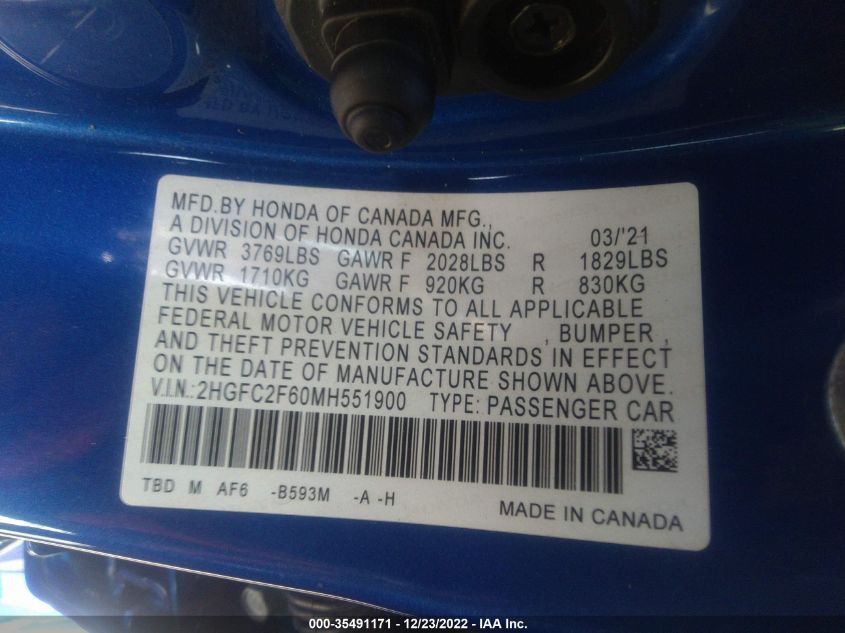 MFD.BY HONDA OF CANADA MFG.,
A DIVISION OF HONDA CANADA INC. 03/'21
GVWR 3769LBS GAWR F 2028LBS R 1829LBS
GVWR 1710KG GAWR F 920KG R 830KG
THIS VEHICLE CONFORMS TO ALL APPLICABLE
FEDERAL MOTOR VEHICLE SAFETY , BUMPER ,
AND THEFT PREVENTION STANDARDS IN EFFECT
ON THE DATE OF MANUFACTURE SHOWN ABOVE.
V.I.N.:2HGFC2F60MH551900 TYPE: PASSENGER CAR
TBD M AF6 -B593M -A -H
MADE IN CANADA
000-35491171 - 12/23/2022 - IAA Inc.